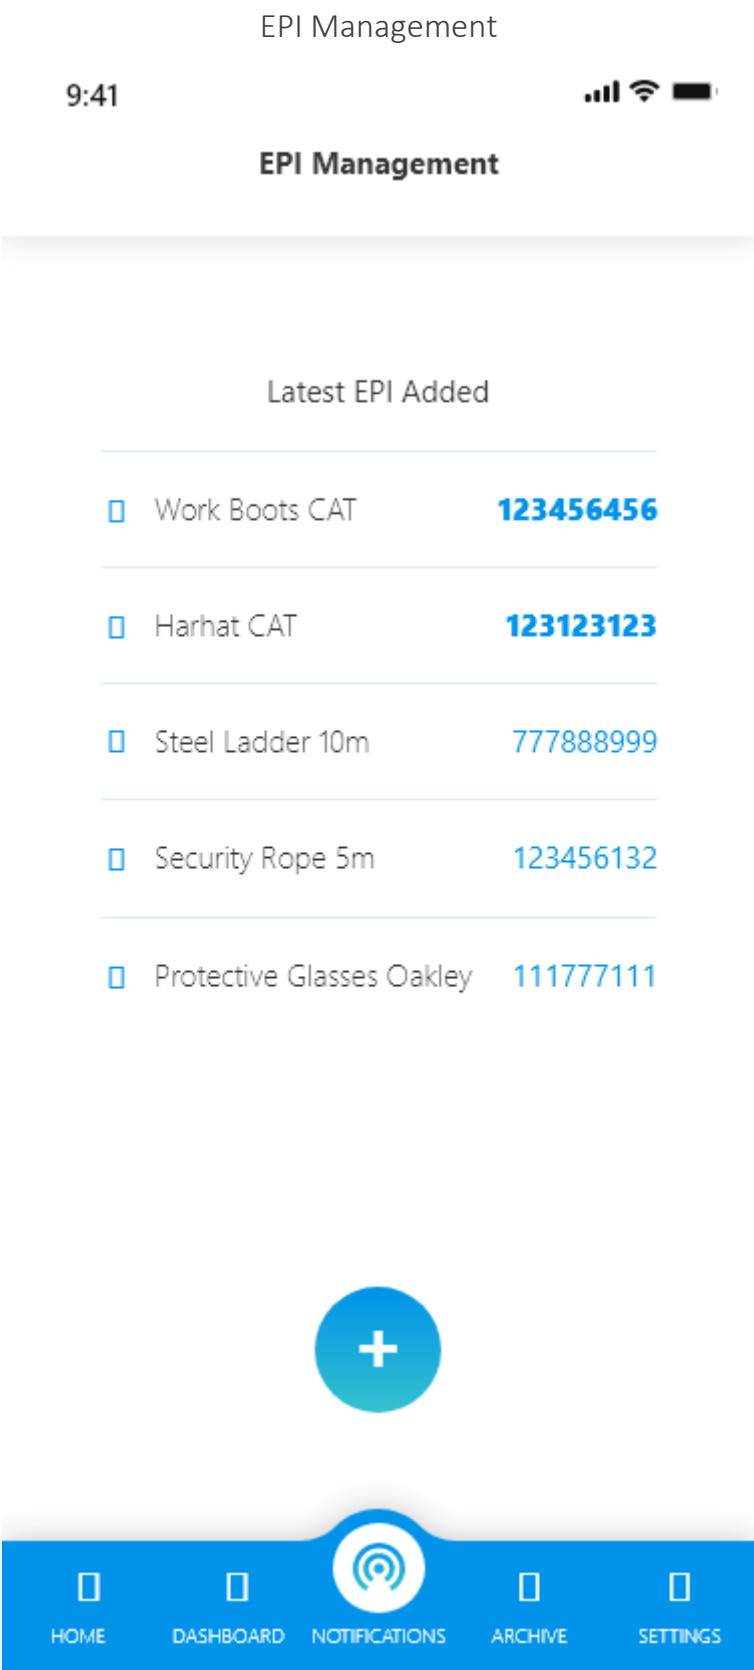 EPI Management
9:41
EPI Management
Latest EPI Added
Work Boots CAT 123456456
Harhat CAT 123123123
Steel Ladder 10m 777888999
Security Rope 5m 123456132
Protective Glasses Oakley 111777111
+
HOME DASHBOARD NOTIFICATIONS ARCHIVE SETTINGS